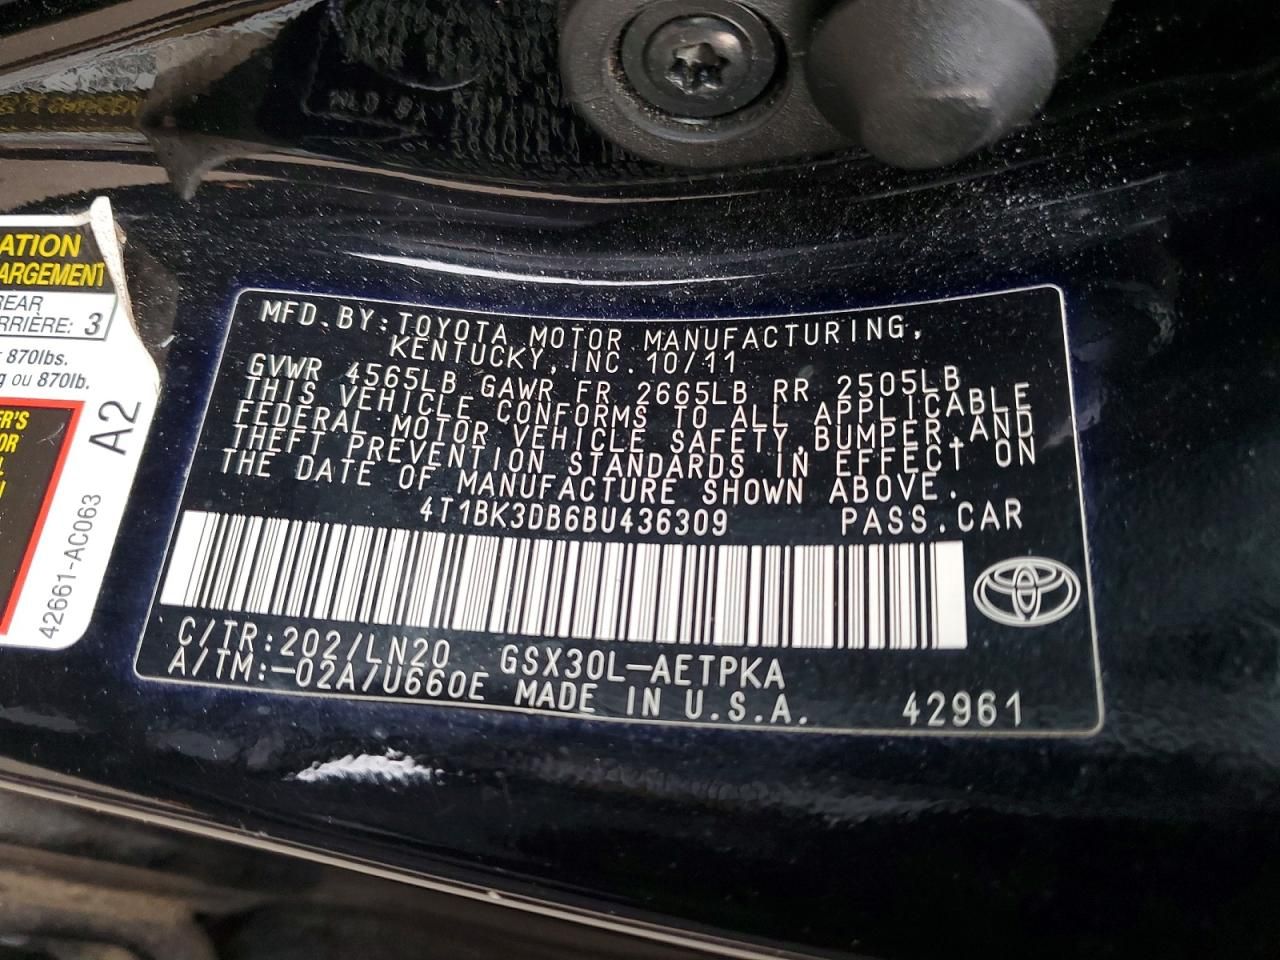 ATION
ARGEMENT
REAR
RRIÈRE: 3
870lbs.
g ou 870lb.
ER'S
OR
A2
42661-AC063
MFD.BY:TOYOTA MOTOR MANUFACTURING,
KENTUCKY,INC.10/11
GVWR 4565LB GAWR FR 2665LB RR 2505LB
THIS VEHICLE CONFORMS TO ALL APPLICABLE
FEDERAL MOTOR VEHICLE SAFETY,BUMPER,AND
THEFT PREVENTION STANDARDS IN EFFECT ON
THE DATE OF MANUFACTURE SHOWN ABOVE.
4T1BK3DB6BU436309 PASS.CAR
C/TR:202/LN20 GSX30L-AETPKA
A/TM:-02A/U660E MADE IN U.S.A. 42961